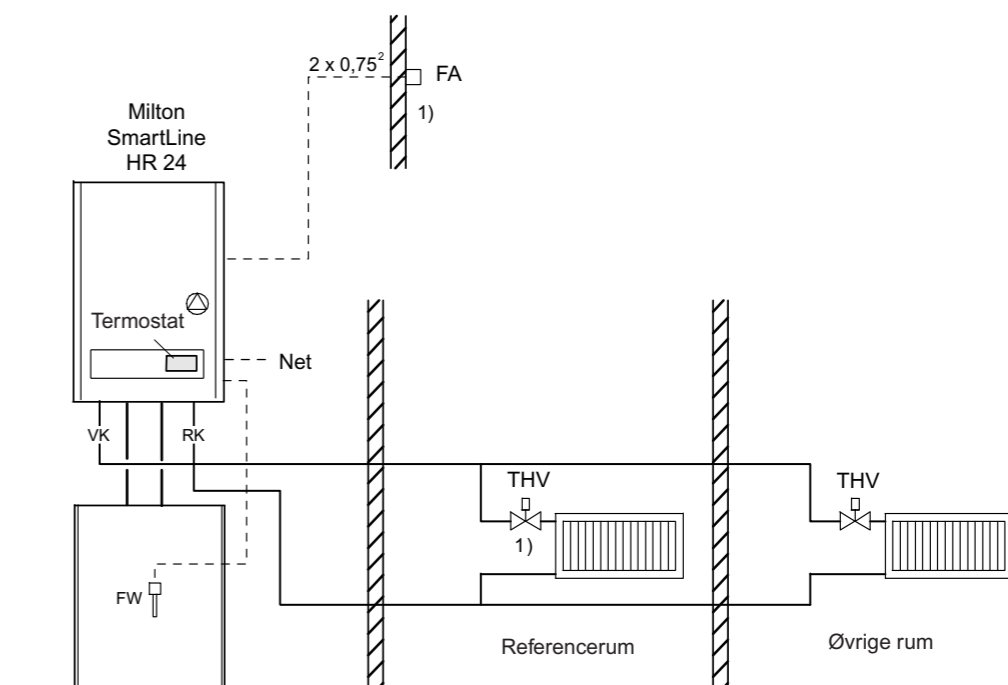 2 x 0,75²
FA
1)
Milton
SmartLine
HR 24
Termostat
Net
VK
RK
THV
1)
THV
FW
Referencerum
Øvrige rum